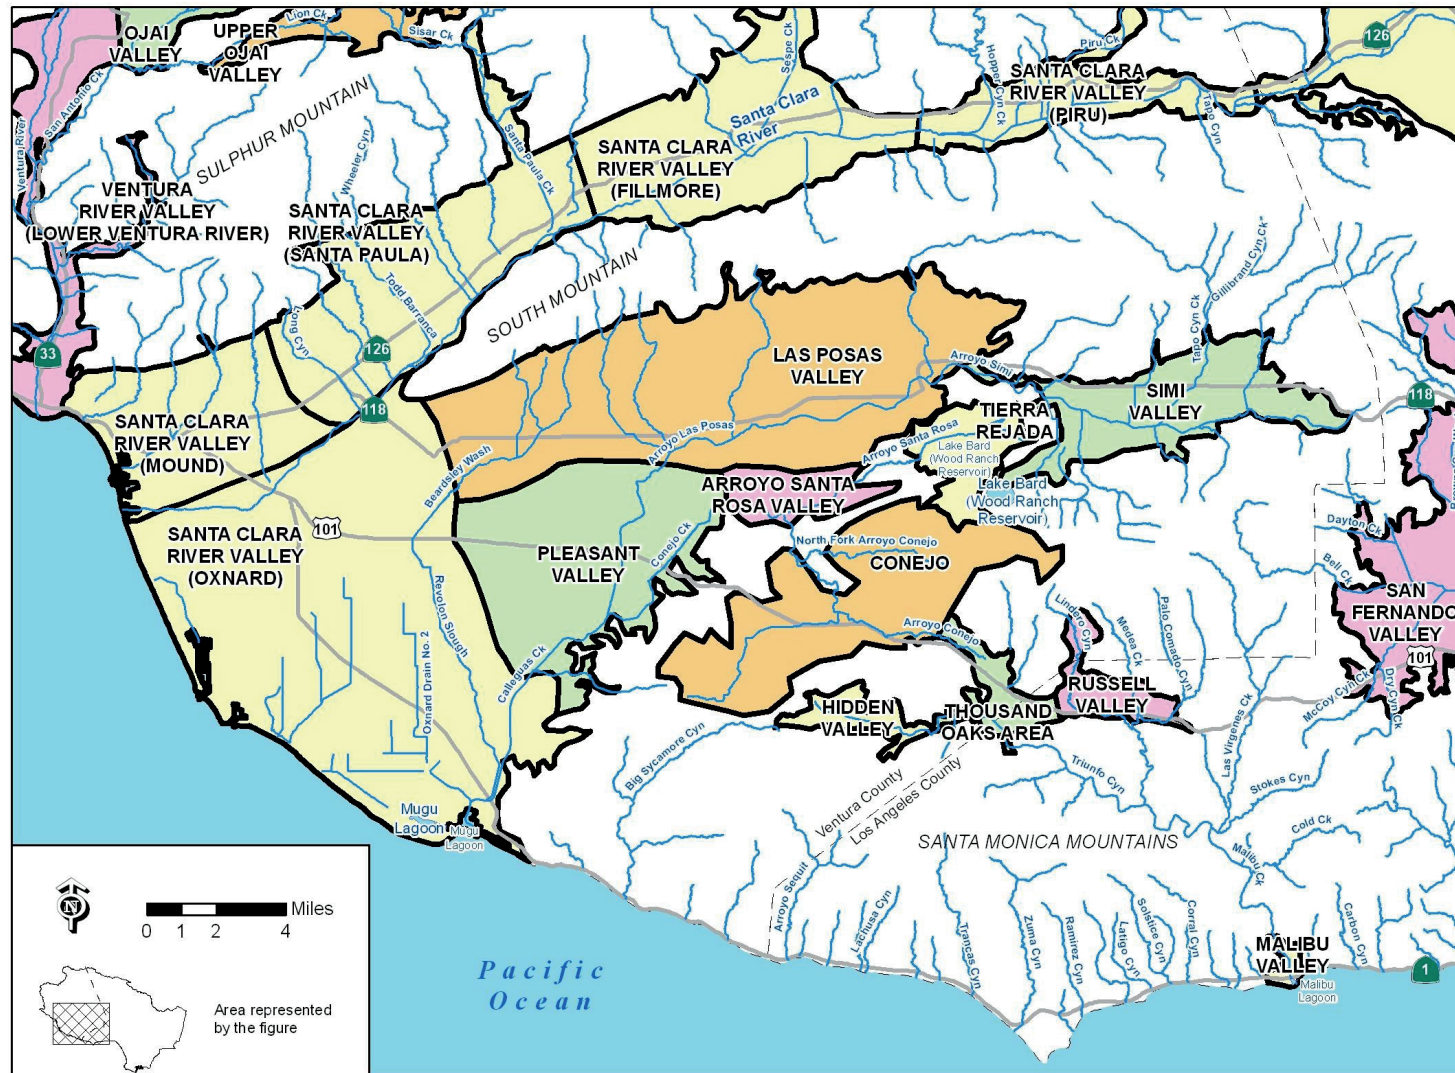 OJAI
VALLEY
UPPER
OJAI
VALLEY
Lion Ck
Sisar Ck
Sespe Ck
Hopper Cyn Ck
Piru Ck
126
SANTA CLARA
RIVER VALLEY
(PIRU)
Tapo Cyn
San Antonio Ck
Ventura River
SULPHUR MOUNTAIN
Wheeler Cyn
Santa Paula Ck
Santa Clara
River
SANTA CLARA
RIVER VALLEY
(FILLMORE)
VENTURA
RIVER VALLEY
(LOWER VENTURA RIVER)
SANTA CLARA
RIVER VALLEY
(SANTA PAULA)
Todd Barranca
Long Cyn
SOUTH MOUNTAIN
Gillibrand Cyn Ck
Tapo Cyn Ck
33
126
118
118
LAS POSAS
VALLEY
Arroyo Simi
SIMI
VALLEY
TIERRA
REJADA
SANTA CLARA
RIVER VALLEY
(MOUND)
Beardsley Wash
Arroyo Las Posas
Arroyo Santa Rosa
Lake Bard
(Wood Ranch
Reservoir)
Lake Bard
(Wood Ranch
Reservoir)
ARROYO SANTA
ROSA VALLEY
101
SANTA CLARA
RIVER VALLEY
(OXNARD)
PLEASANT
VALLEY
Conejo Ck
North Fork Arroyo Conejo
CONEJO
Dayton Ck
Bell Ck
SAN
FERNANDO
VALLEY
101
Revolon Slough
Oxnard Drain No. 2
Calleguas Ck
Arroyo Conejo
Lindero Cyn
Medea Ck
Palo Comado Cyn
RUSSELL
VALLEY
HIDDEN
VALLEY
THOUSAND
OAKS AREA
Las Virgenes Ck
McCoy Cyn Ck
Dry Cyn Ck
Big Sycamore Cyn
Triunfo Cyn
Stokes Cyn
Cold Ck
Malibu Ck
Ventura County
Los Angeles County
SANTA MONICA MOUNTAINS
Mugu
Lagoon
Mugu
Lagoon
Arroyo Sequit
Lachusa Cyn
Trancas Cyn
Zuma Cyn
Ramirez Cyn
Latigo Cyn
Solstice Cyn
Corral Cyn
Carbon Cyn
MALIBU
VALLEY
Malibu
Lagoon
1
Pacific
Ocean
N
Miles
0 1 2 4
Area represented
by the figure